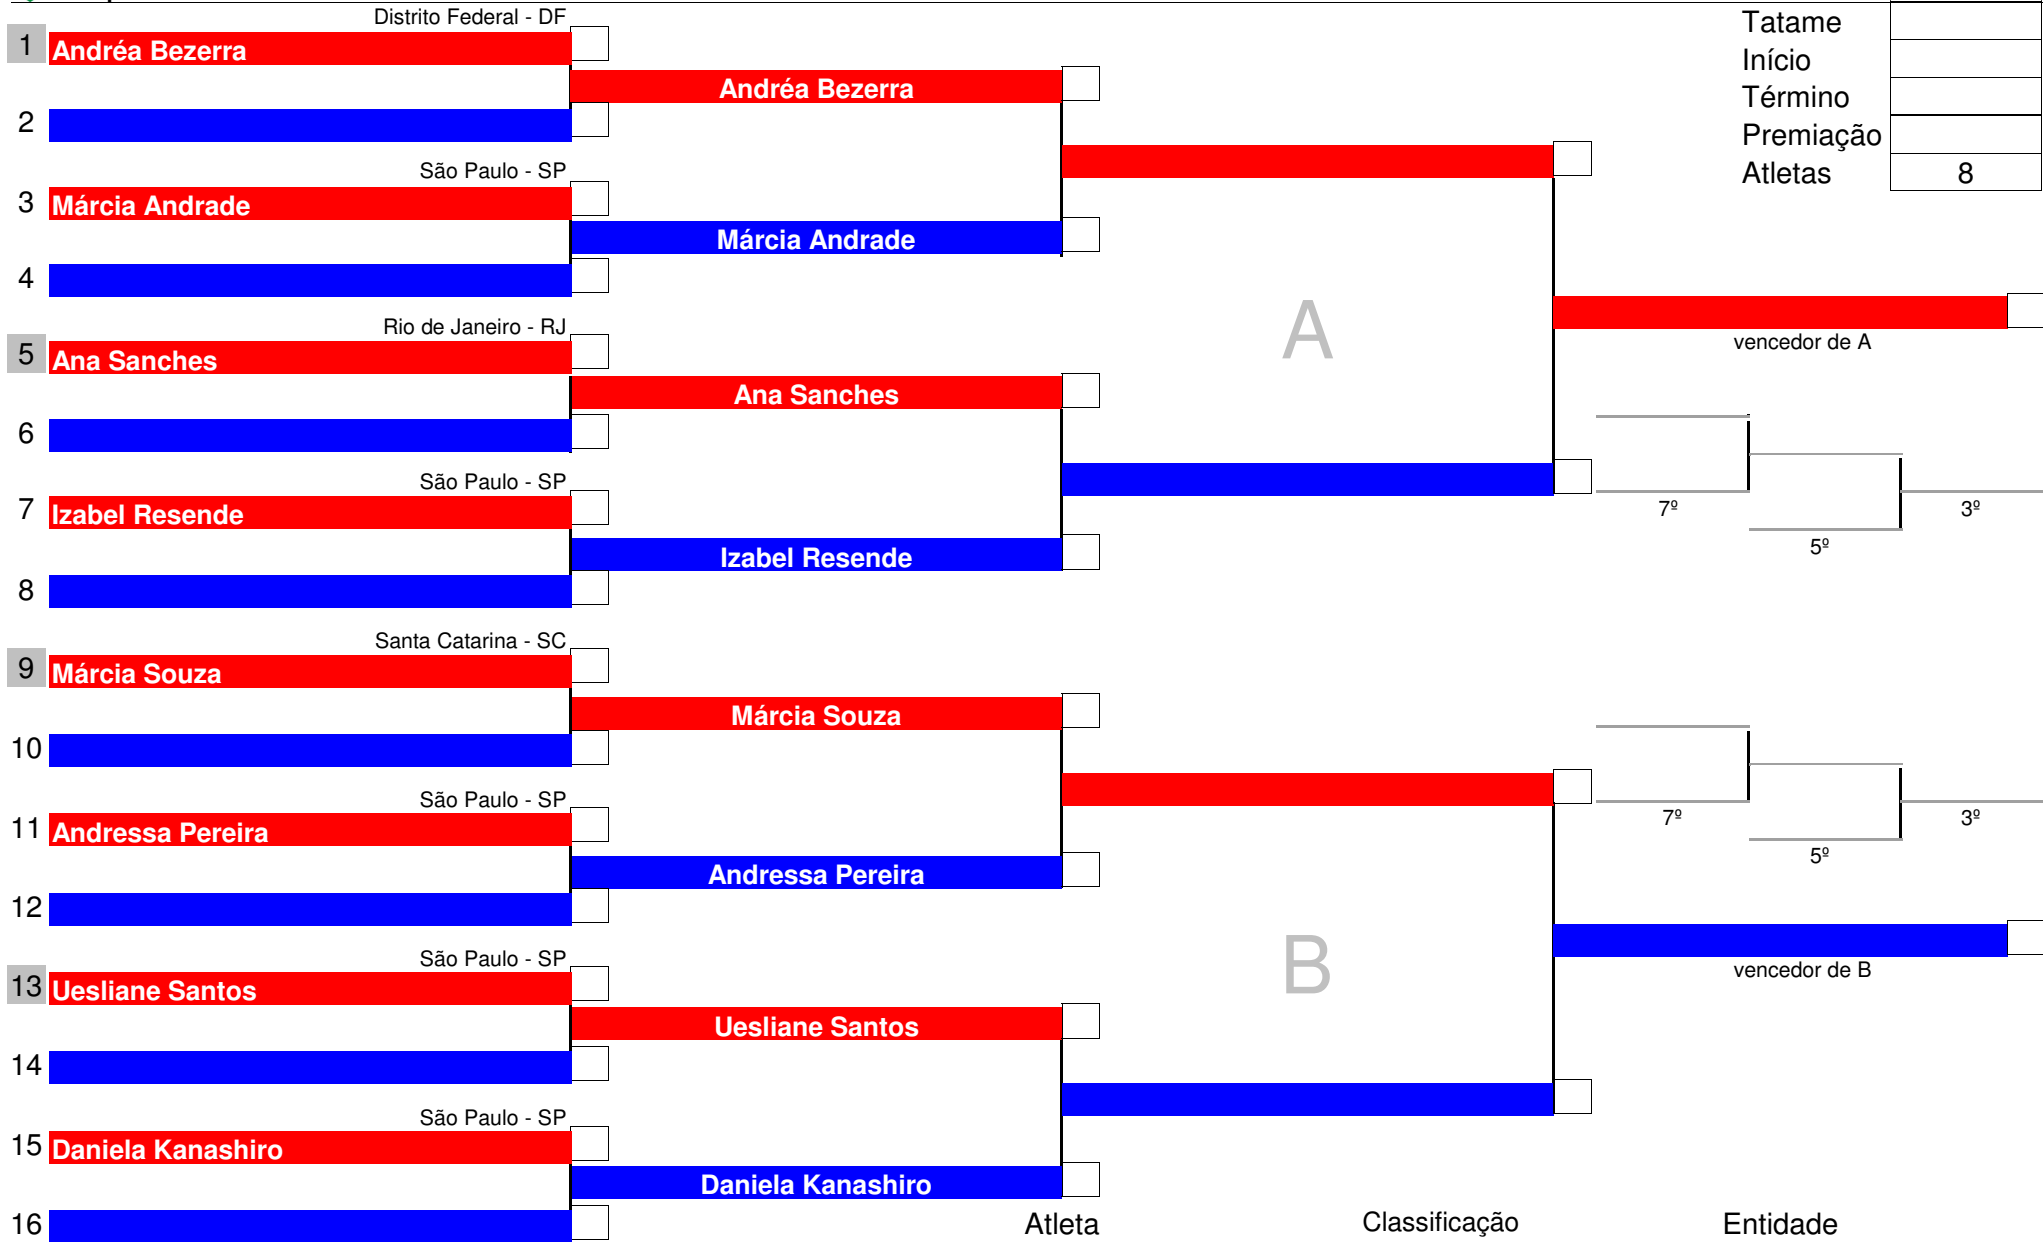 Distrito Federal - DF
1 Andréa Bezerra
Andréa Bezerra
2
São Paulo - SP
3 Márcia Andrade
Márcia Andrade
4
Rio de Janeiro - RJ
5 Ana Sanches
Ana Sanches
6
São Paulo - SP
7 Izabel Resende
Izabel Resende
8
Santa Catarina - SC
9 Márcia Souza
Márcia Souza
10
São Paulo - SP
11 Andressa Pereira
Andressa Pereira
12
São Paulo - SP
13 Uesliane Santos
Uesliane Santos
14
São Paulo - SP
15 Daniela Kanashiro
Daniela Kanashiro
16
A
B
Tatame
Início
Término
Premiação
Atletas 8
vencedor de A
7º
3º
5º
7º
3º
5º
vencedor de B
Atleta Classificação Entidade